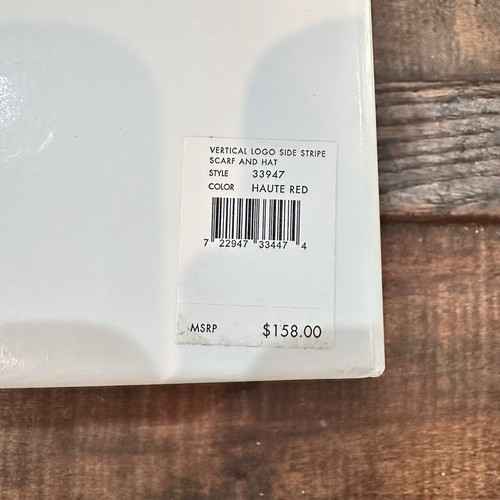 VERTICAL LOGO SIDE STRIPE
SCARF AND HAT
STYLE 33947
COLOR HAUTE RED
7 22947 33447 4
MSRP $158.00